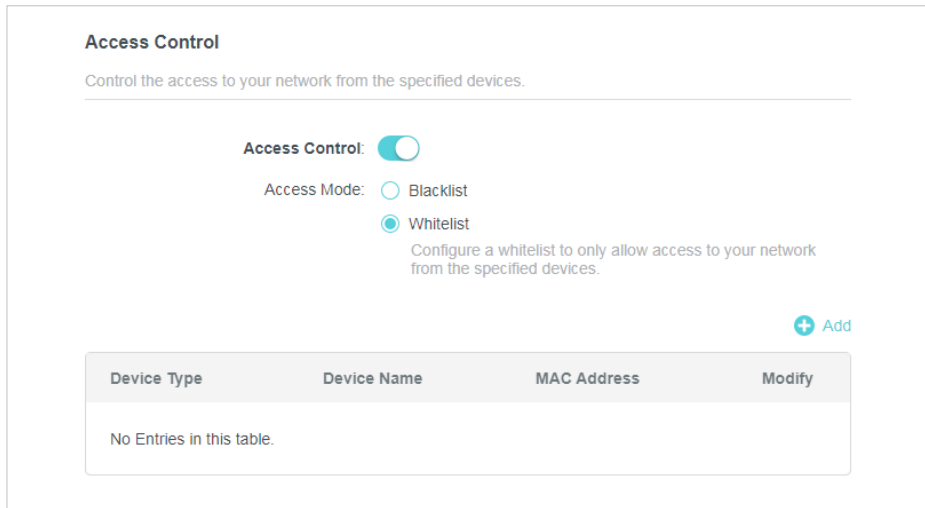 Access Control
Control the access to your network from the specified devices.
Access Control:
Access Mode: Blacklist
Whitelist
Configure a whitelist to only allow access to your network
from the specified devices.
Add
Device Type Device Name MAC Address Modify
No Entries in this table.